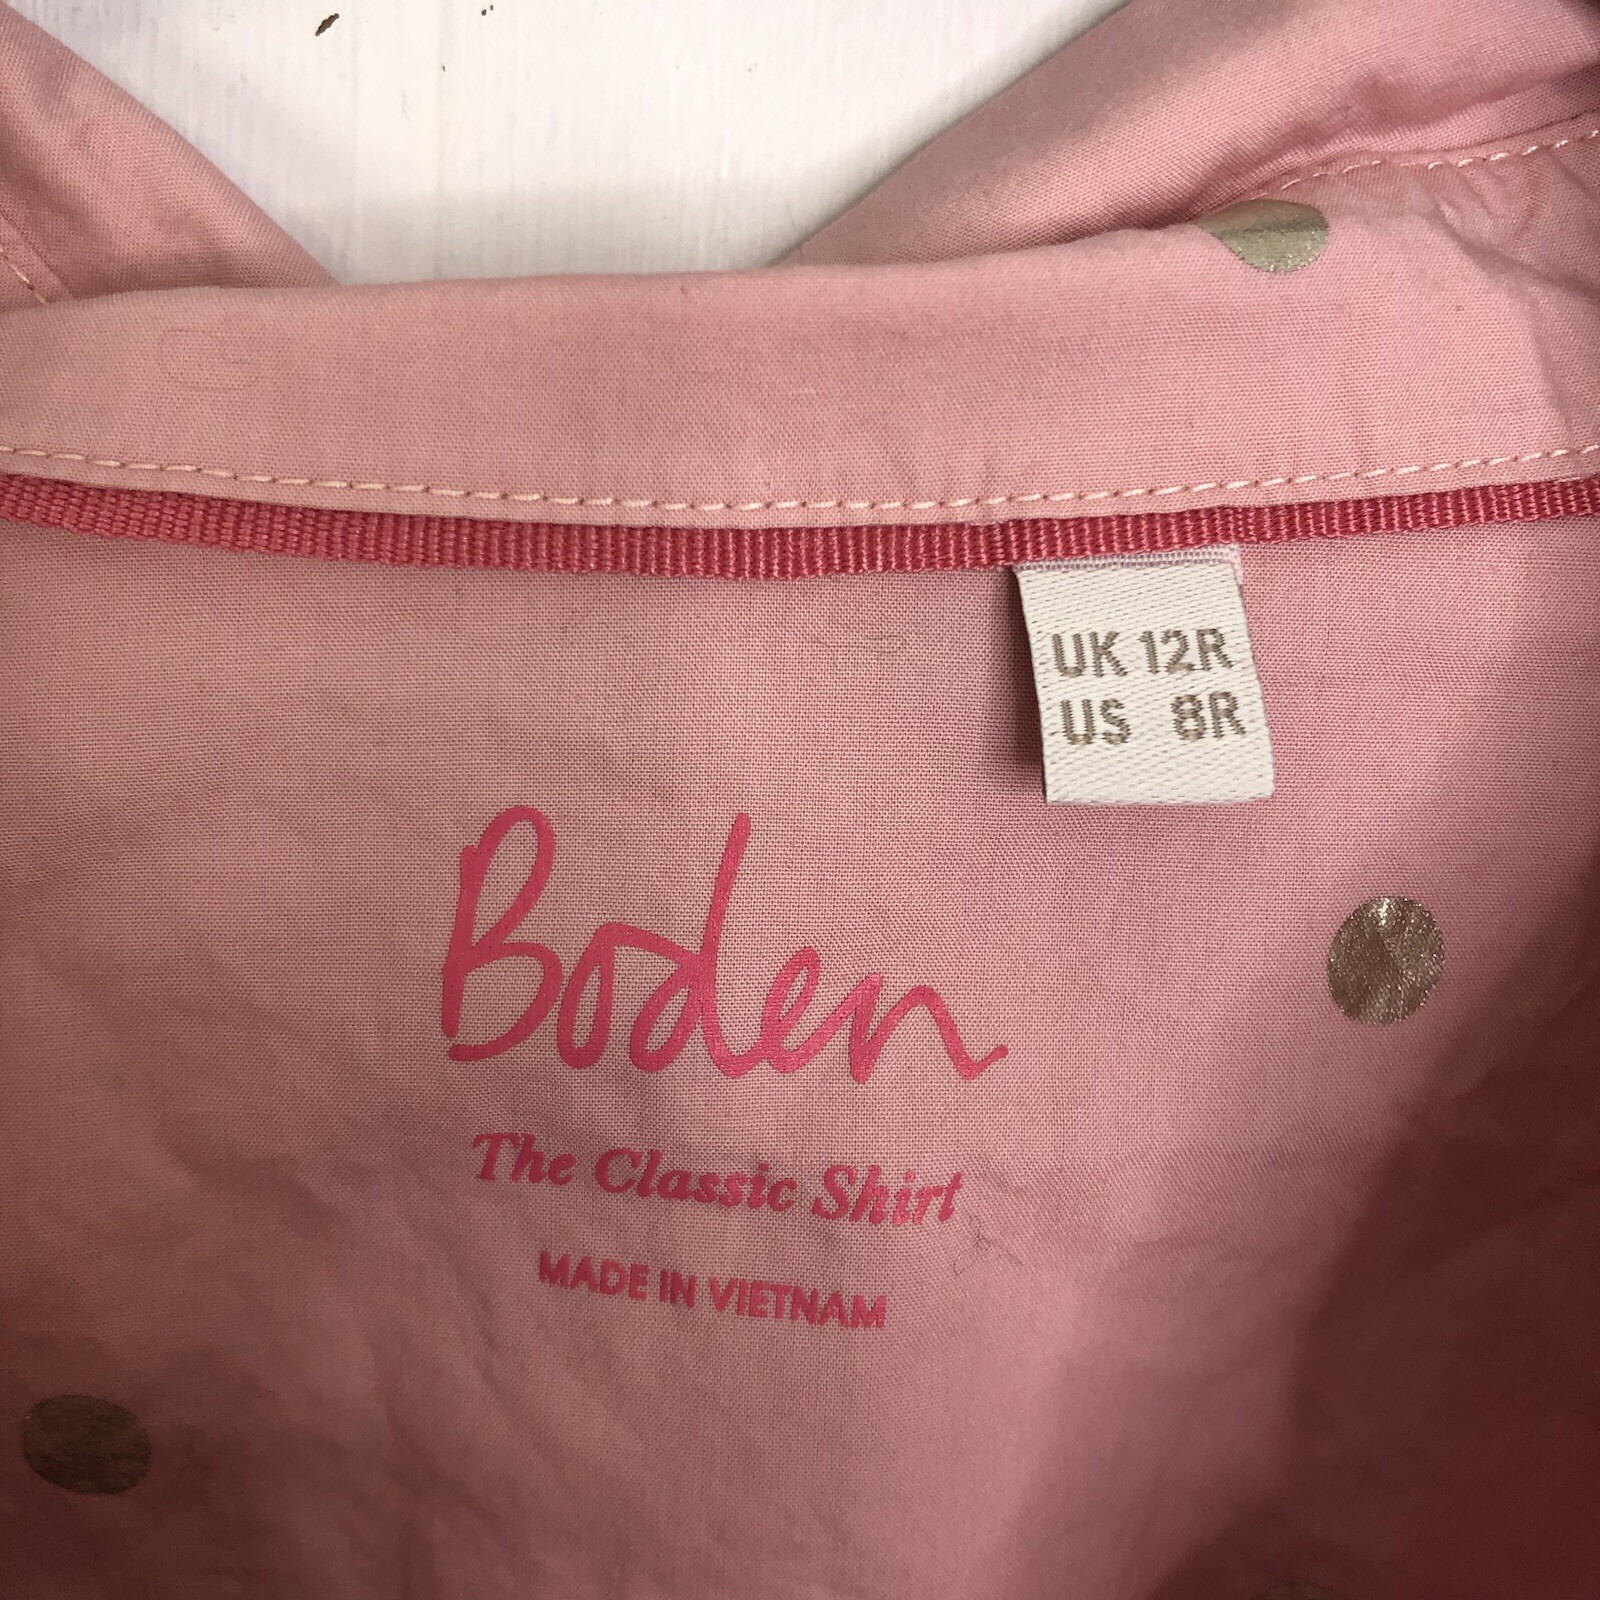 UK 12R
US 8R
Boden
The Classic Shirt
MADE IN VIETNAM